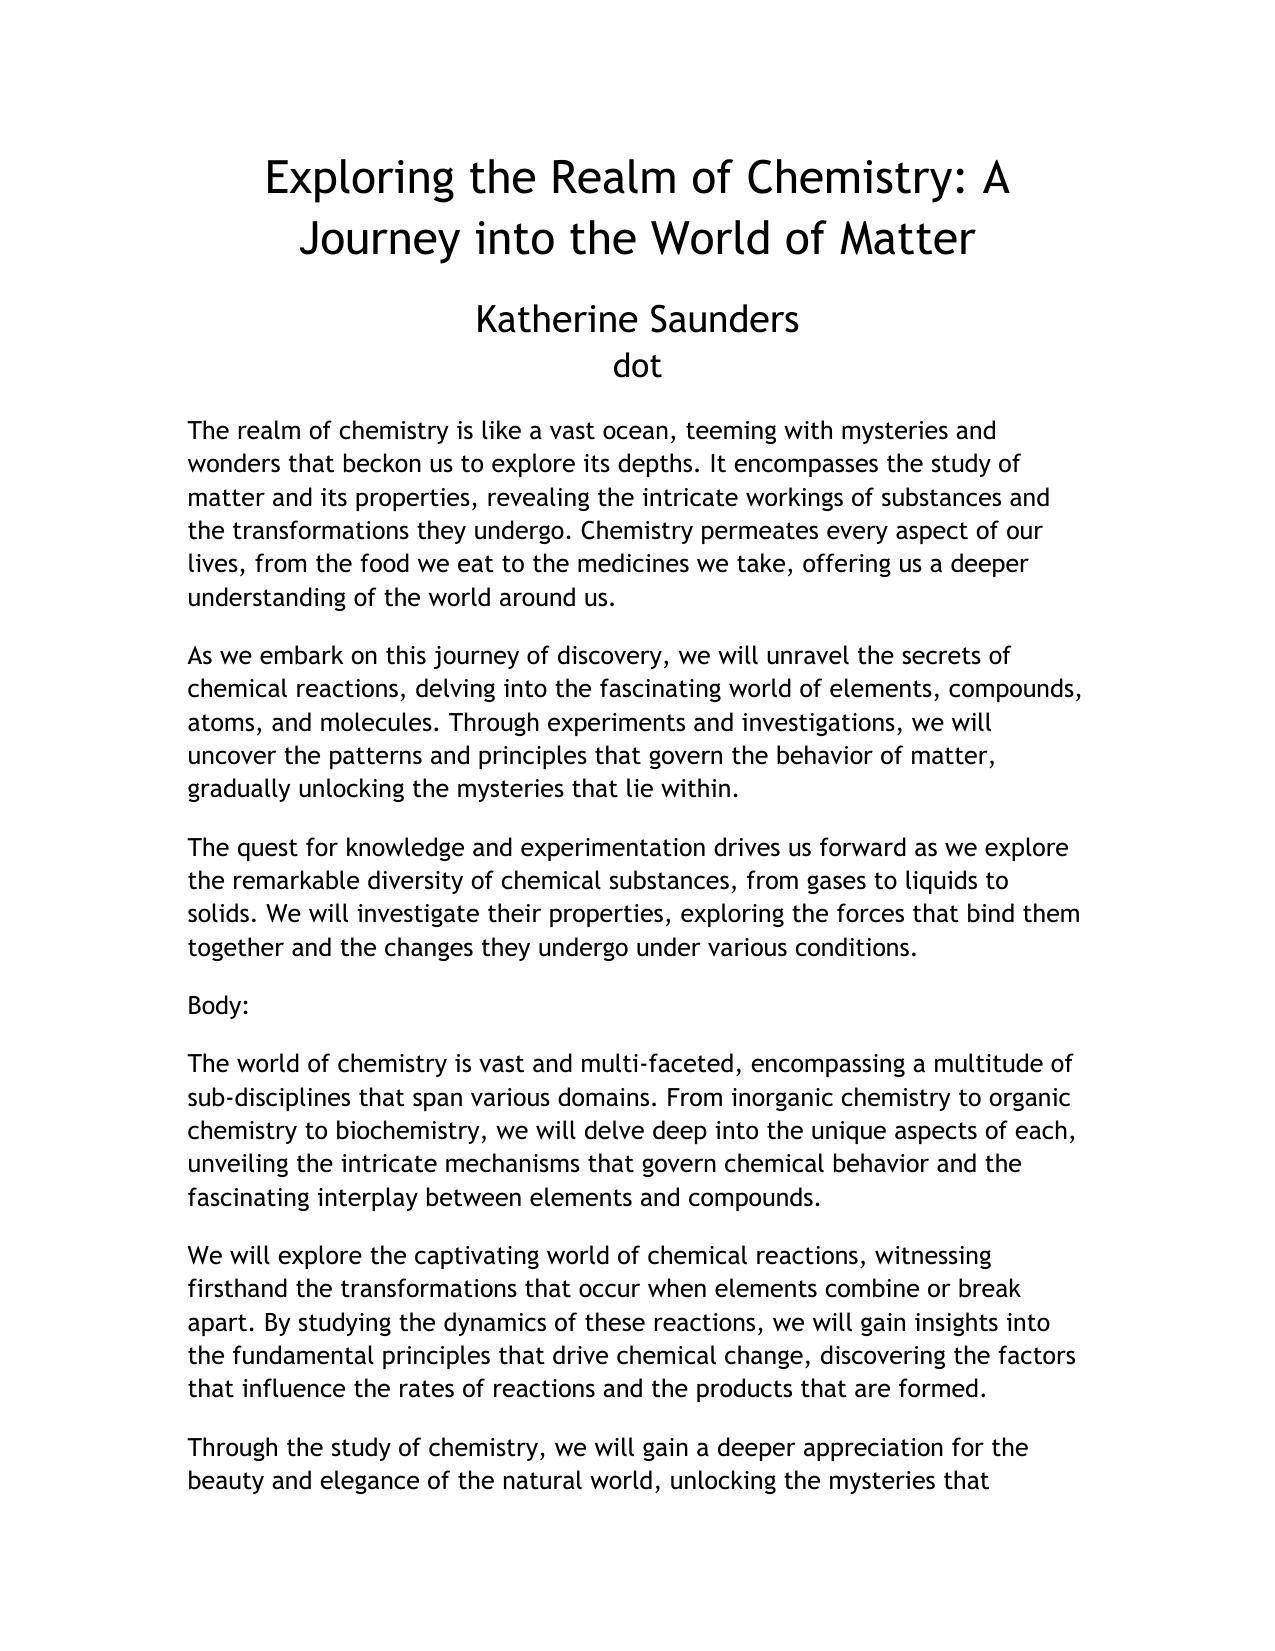 Exploring the Realm of Chemistry: A
Journey into the World of Matter
Katherine Saunders
dot
The realm of chemistry is like a vast ocean, teeming with mysteries and
wonders that beckon us to explore its depths. It encompasses the study of
matter and its properties, revealing the intricate workings of substances and
the transformations they undergo. Chemistry permeates every aspect of our
lives, from the food we eat to the medicines we take, offering us a deeper
understanding of the world around us.
As we embark on this journey of discovery, we will unravel the secrets of
chemical reactions, delving into the fascinating world of elements, compounds,
atoms, and molecules. Through experiments and investigations, we will
uncover the patterns and principles that govern the behavior of matter,
gradually unlocking the mysteries that lie within.
The quest for knowledge and experimentation drives us forward as we explore
the remarkable diversity of chemical substances, from gases to liquids to
solids. We will investigate their properties, exploring the forces that bind them
together and the changes they undergo under various conditions.
Body:
The world of chemistry is vast and multi-faceted, encompassing a multitude of
sub-disciplines that span various domains. From inorganic chemistry to organic
chemistry to biochemistry, we will delve deep into the unique aspects of each,
unveiling the intricate mechanisms that govern chemical behavior and the
fascinating interplay between elements and compounds.
We will explore the captivating world of chemical reactions, witnessing
firsthand the transformations that occur when elements combine or break
apart. By studying the dynamics of these reactions, we will gain insights into
the fundamental principles that drive chemical change, discovering the factors
that influence the rates of reactions and the products that are formed.
Through the study of chemistry, we will gain a deeper appreciation for the
beauty and elegance of the natural world, unlocking the mysteries that